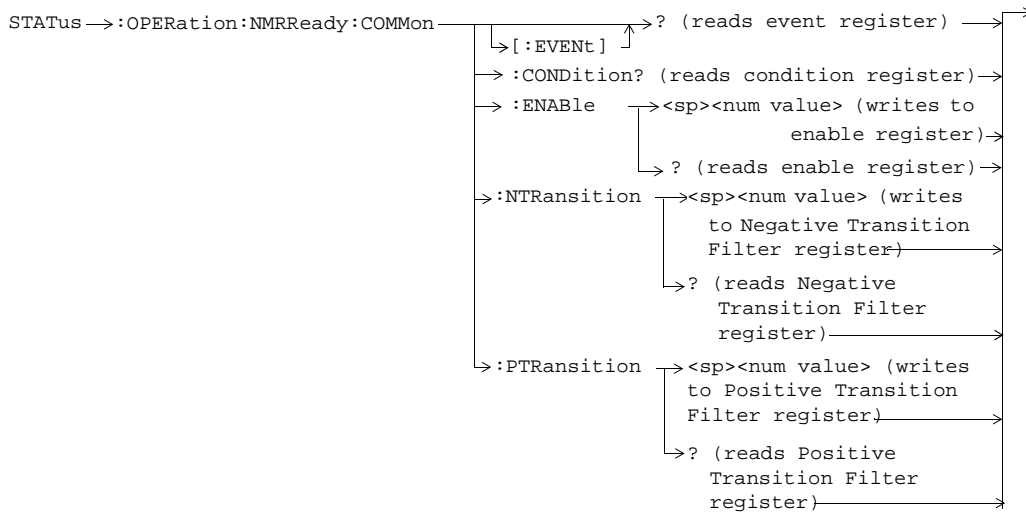 STATus :OPERation:NMRReady:COMMon ? (reads event register)
[:EVENt]
:CONDition? (reads condition register)
:ENABle <sp><num value> (writes to
enable register)
? (reads enable register)
:NTRansition <sp><num value> (writes
to Negative Transition
Filter register)
? (reads Negative
Transition Filter
register)
:PTRansition <sp><num value> (writes
to Positive Transition
Filter register)
? (reads Positive
Transition Filter
register)